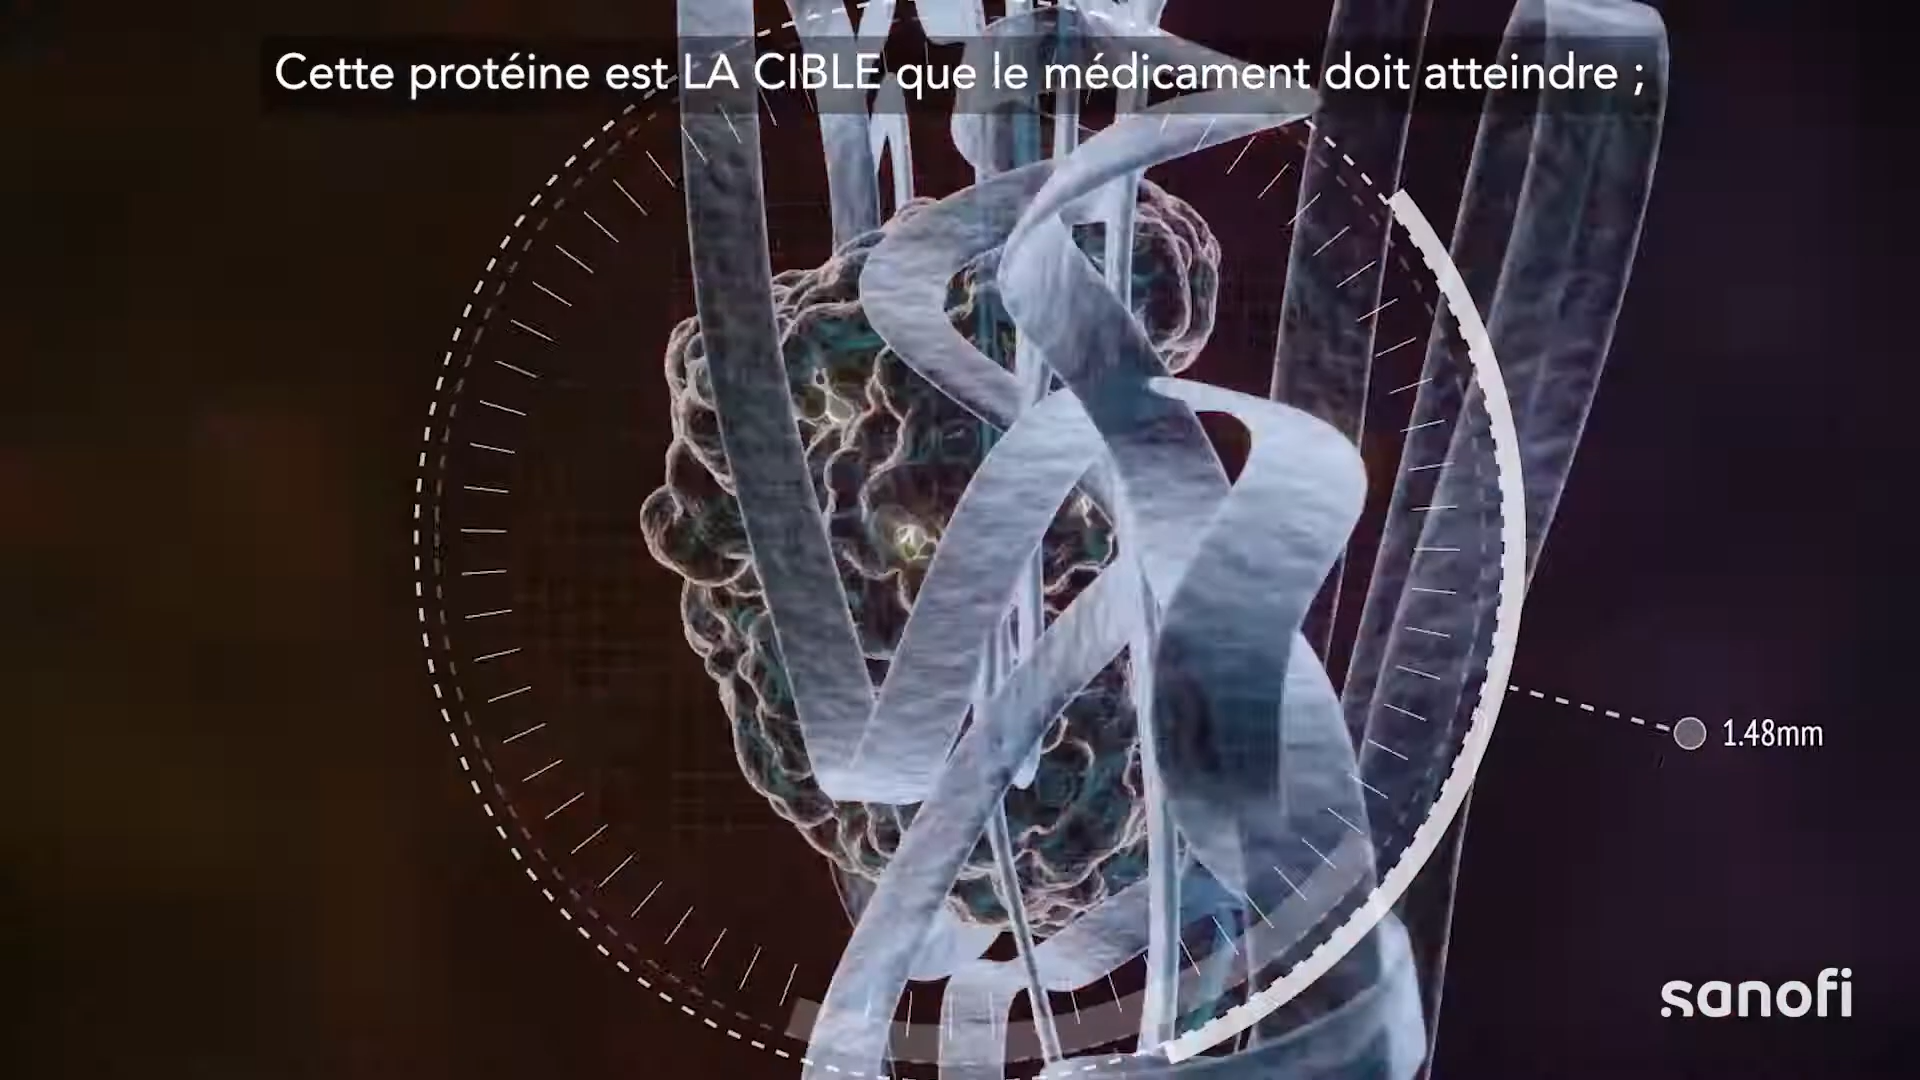 Cette protéine est LA CIBLE que le médicament doit atteindre ;
1.48mm
sanofi